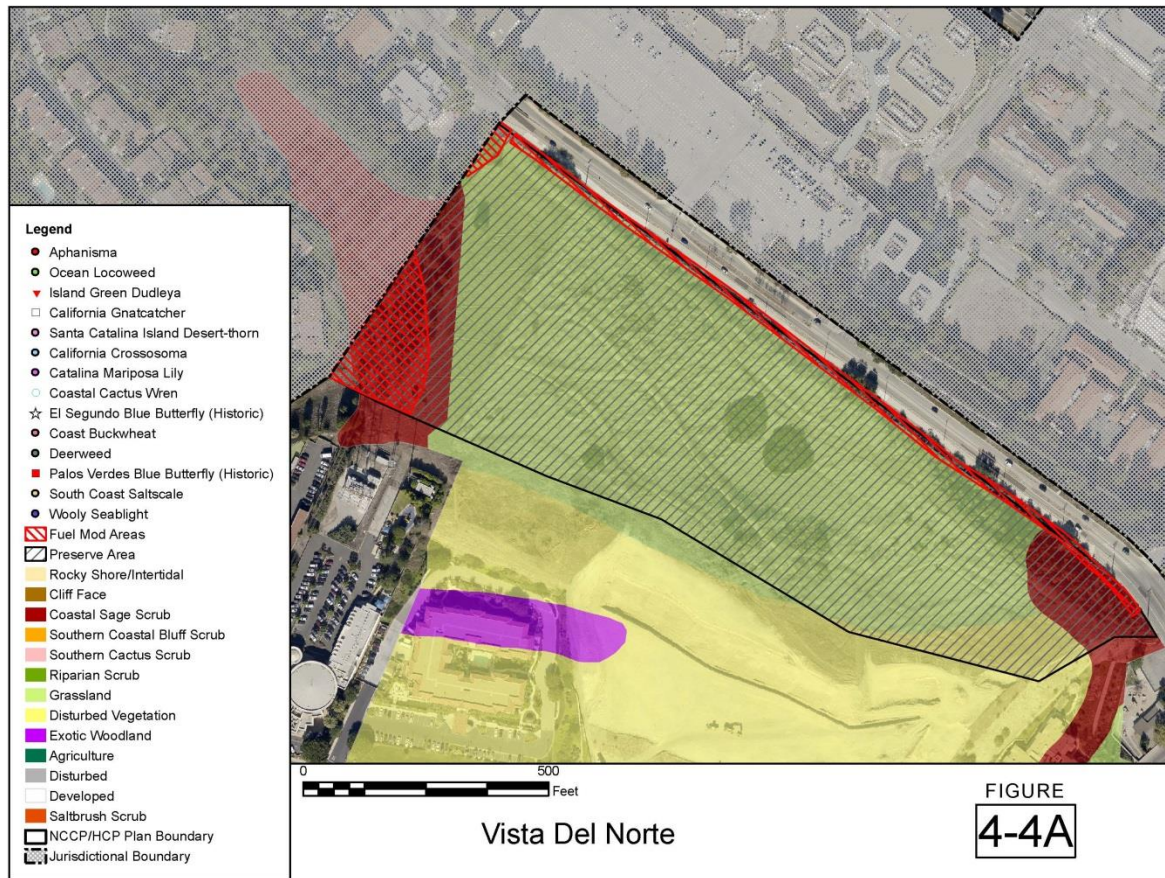 Legend
Aphanisma
Ocean Locoweed
Island Green Dudleya
California Gnatcatcher
Santa Catalina Island Desert-thorn
California Crossosoma
Catalina Mariposa Lily
Coastal Cactus Wren
El Segundo Blue Butterfly (Historic)
Coast Buckwheat
Deerweed
Palos Verdes Blue Butterfly (Historic)
South Coast Saltscale
Wooly Seablight
Fuel Mod Areas
Preserve Area
Rocky Shore/Intertidal
Cliff Face
Coastal Sage Scrub
Southern Coastal Bluff Scrub
Southern Cactus Scrub
Riparian Scrub
Grassland
Disturbed Vegetation
Exotic Woodland
Agriculture
Disturbed
Developed
Saltbrush Scrub
NCCP/HCP Plan Boundary
Jurisdictional Boundary
0 500
Feet
Vista Del Norte
FIGURE
4-4A